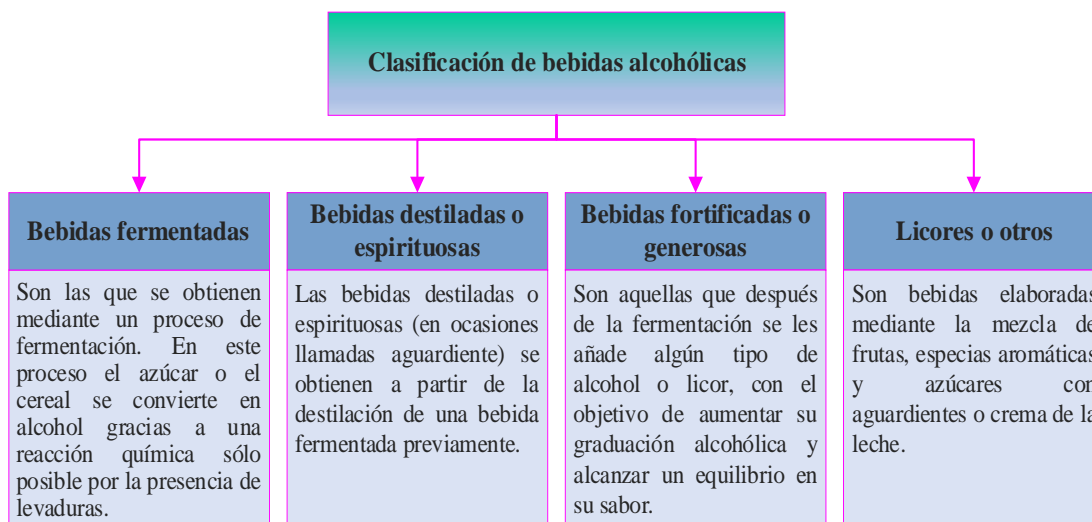 Clasificación de bebidas alcohólicas
Bebidas fermentadas
Son las que se obtienen
mediante un proceso de
fermentación. En este
proceso el azúcar o el
cereal se convierte en
alcohol gracias a una
reacción química sólo
posible por la presencia de
levaduras.
Bebidas destiladas o
espirituosas
Las bebidas destiladas o
espirituosas (en ocasiones
llamadas aguardiente) se
obtienen a partir de la
destilación de una bebida
fermentada previamente.
Bebidas fortificadas o
generosas
Son aquellas que después
de la fermentación se les
añade algún tipo de
alcohol o licor, con el
objetivo de aumentar su
graduación alcohólica y
alcanzar un equilibrio en
su sabor.
Licores o otros
Son bebidas elaboradas
mediante la mezcla de
frutas, especias aromáticas
y azúcares con
aguardientes o crema de la
leche.